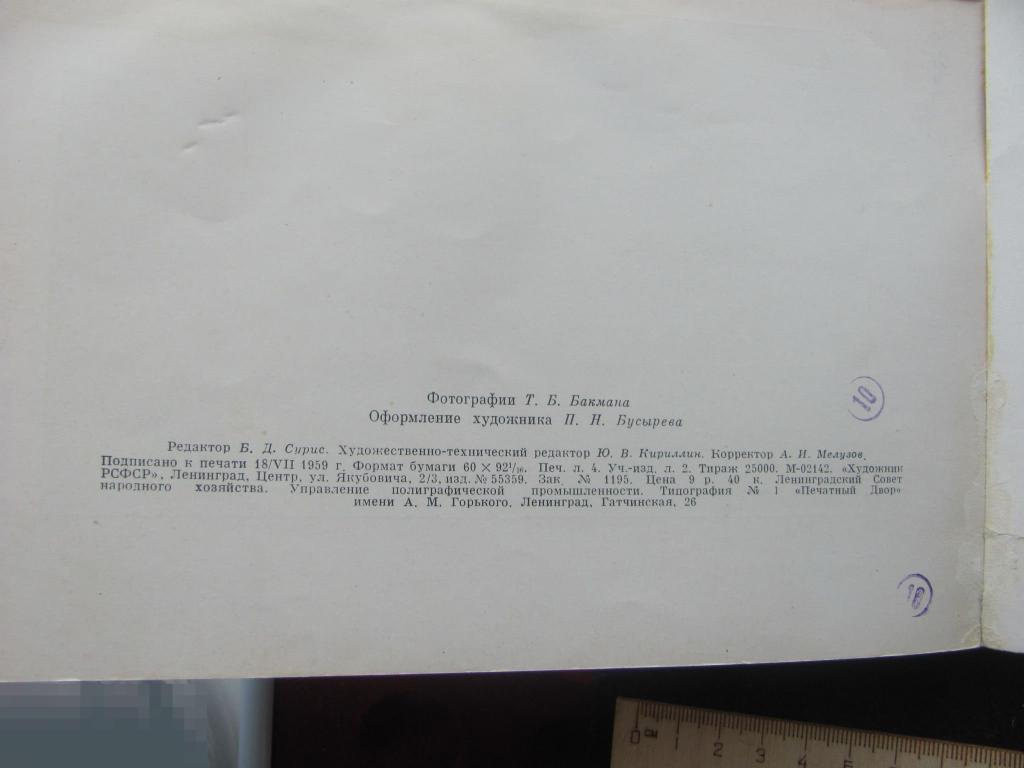 Фотографии Т. Б. Бакмана
Оформление художника П. Н. Бусырева
10
Редактор Б. Д. Сурис. Художественно-технический редактор Ю. В. Кириллин. Корректор А. И. Мелузов.
Подписано к печати 18/VII 1959 г. Формат бумаги 60 × 92¹/₁₆. Печ. л. 4. Уч.-изд. л. 2. Тираж 25000. М-02142. «Художник
РСФСР», Ленинград, Центр, ул. Якубовича, 2/3, изд. № 55359. Зак. № 1195. Цена 9 р. 40 к. Ленинградский Совет
народного хозяйства. Управление полиграфической промышленности. Типография № 1 «Печатный Двор»
имени А. М. Горького. Ленинград, Гатчинская, 26
0 1 2 3 4 5